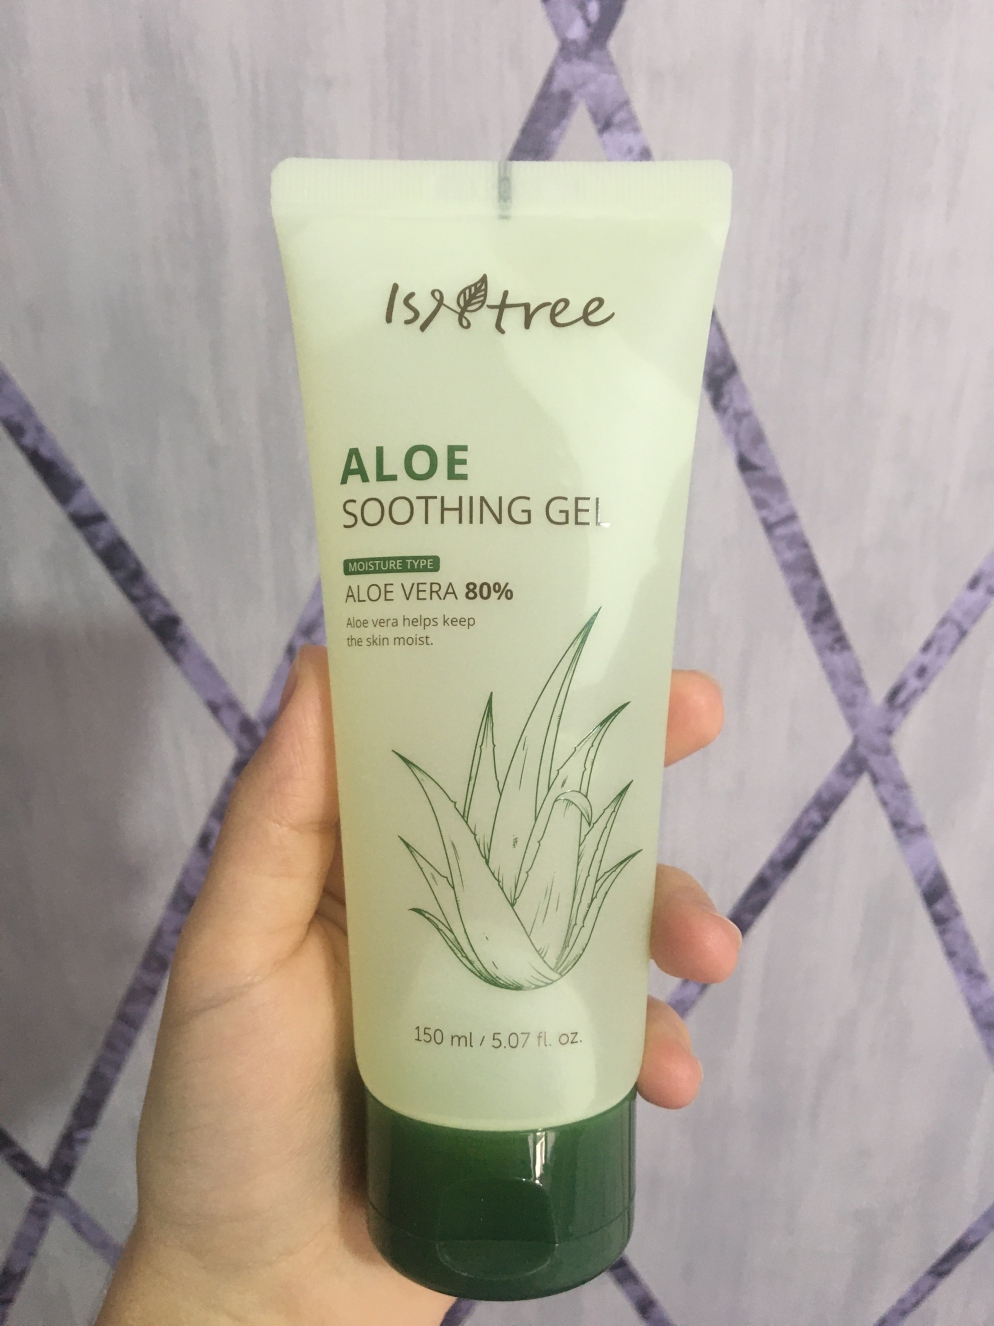 Isntree
ALOE
SOOTHING GEL
MOISTURE TYPE
ALOE VERA 80%
Aloe vera helps keep
the skin moist.
150 ml / 5.07 fl. oz.